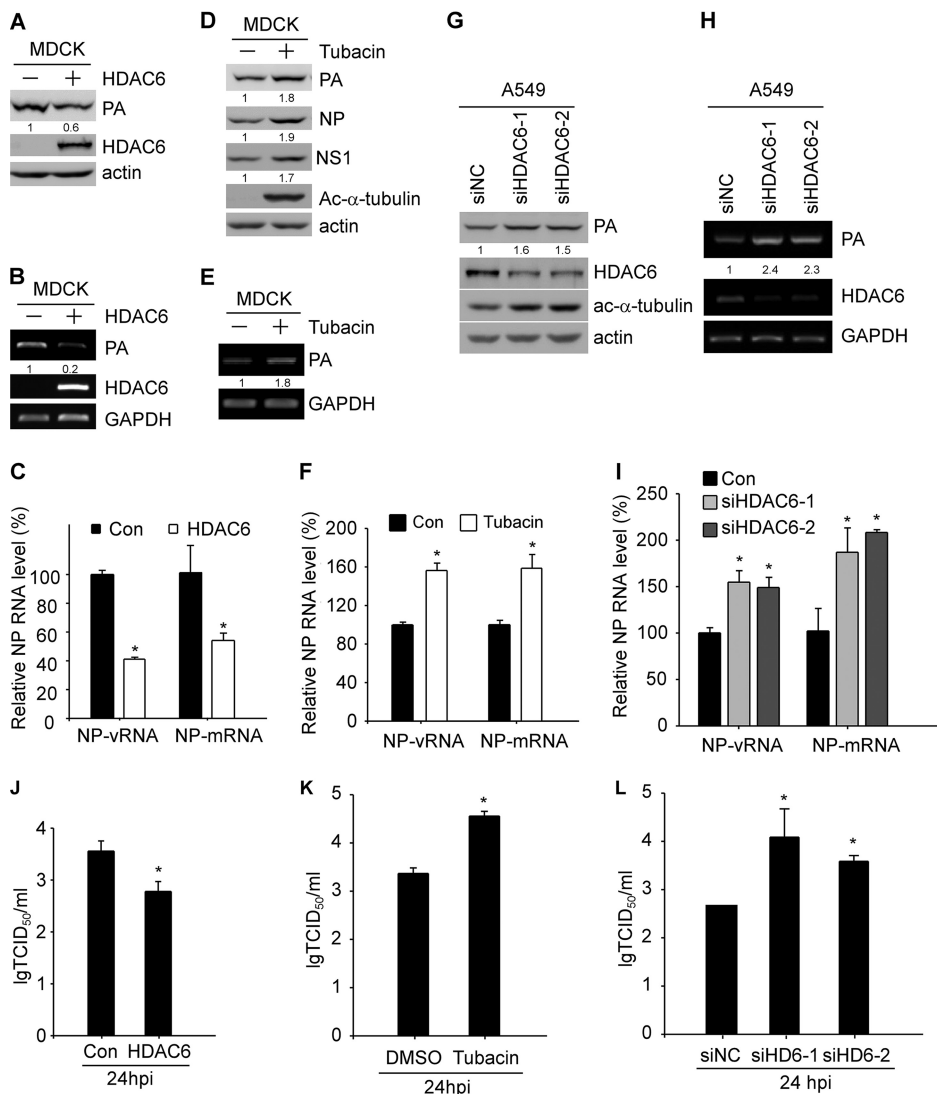 A
MDCK
— + HDAC6
PA
1 0.6
HDAC6
actin
B
MDCK
— + HDAC6
PA
1 0.2
HDAC6
GAPDH
C
Relative NP RNA level (%)
Con HDAC6
100
80
60
40
20
0
NP-vRNA NP-mRNA
D
MDCK
— + Tubacin
PA
1 1.8
NP
1 1.9
NS1
1 1.7
Ac-α-tubulin
actin
E
MDCK
— + Tubacin
PA
1 1.8
GAPDH
F
Relative NP RNA level (%)
Con Tubacin
200
160
120
80
40
0
* *
NP-vRNA NP-mRNA
G
A549
siNC siHDAC6-1 siHDAC6-2
PA
1 1.6 1.5
HDAC6
ac-α-tubulin
actin
H
A549
siNC siHDAC6-1 siHDAC6-2
PA
1 2.4 2.3
HDAC6
GAPDH
I
Relative NP RNA level (%)
Con
siHDAC6-1
siHDAC6-2
250
200
150
100
50
0
* * * *
NP-vRNA NP-mRNA
J
lgTCID50/ml
4
3
2
1
0
*
Con HDAC6
24hpi
K
lgTCID50/ml
5
4
3
2
1
0
*
DMSO Tubacin
24hpi
L
lgTCID50/ml
5
4
3
2
1
0
* *
siNC siHD6-1 siHD6-2
24 hpi